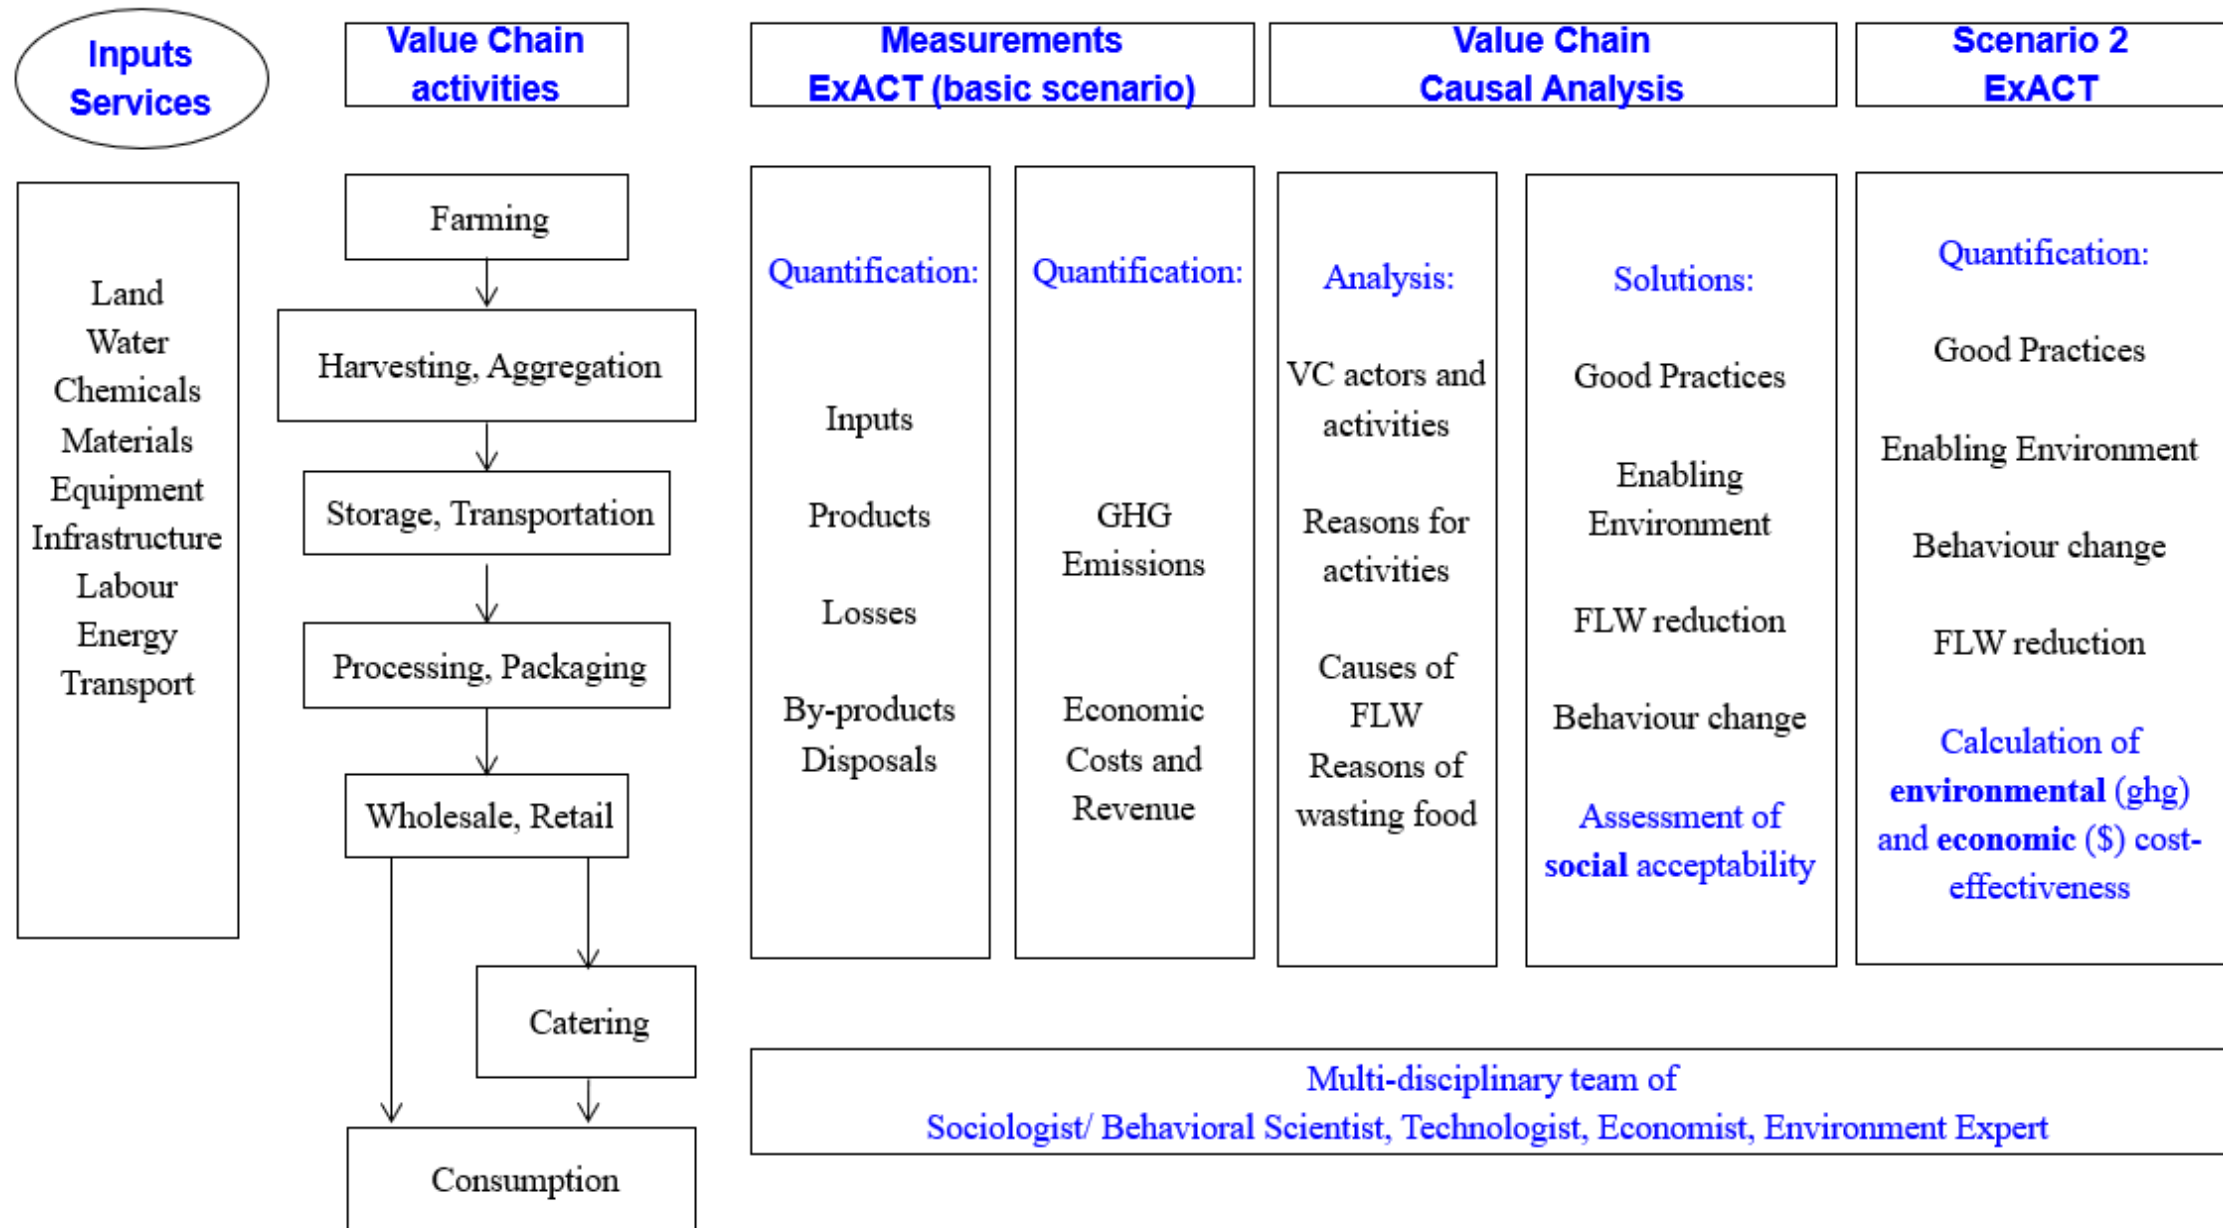 Inputs
Services
Value Chain
activities
Measurements
ExACT (basic scenario)
Value Chain
Causal Analysis
Scenario 2
ExACT
Land
Water
Chemicals
Materials
Equipment
Infrastructure
Labour
Energy
Transport
Farming
Harvesting, Aggregation
Storage, Transportation
Processing, Packaging
Wholesale, Retail
Catering
Consumption
Quantification:
Inputs
Products
Losses
By-products
Disposals
Quantification:
GHG
Emissions
Economic
Costs and
Revenue
Analysis:
VC actors and
activities
Reasons for
activities
Causes of
FLW
Reasons of
wasting food
Solutions:
Good Practices
Enabling
Environment
FLW reduction
Behaviour change
Assessment of
social acceptability
Quantification:
Good Practices
Enabling Environment
Behaviour change
FLW reduction
Calculation of
environmental (ghg)
and economic ($) cost-
effectiveness
Multi-disciplinary team of
Sociologist/ Behavioral Scientist, Technologist, Economist, Environment Expert